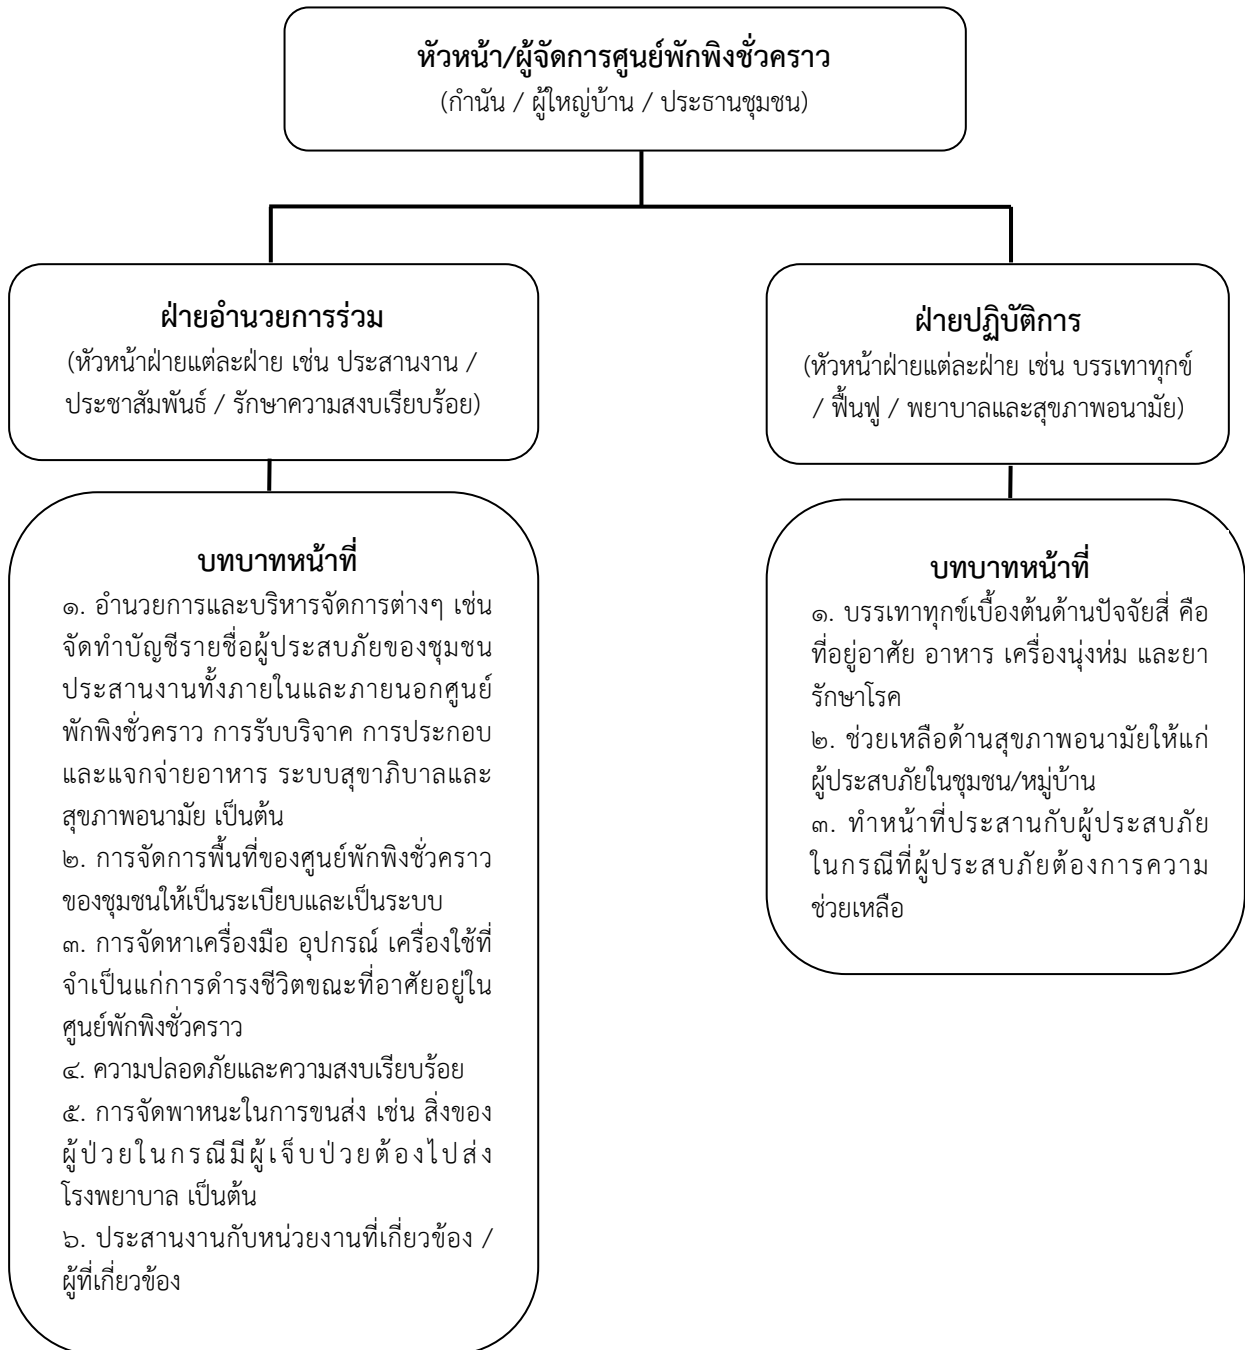 หัวหน้า/ผู้จัดการศูนย์พักพิงชั่วคราว
(กำนัน / ผู้ใหญ่บ้าน / ประธานชุมชน)
ฝ่ายอำนวยการร่วม
(หัวหน้าฝ่ายแต่ละฝ่าย เช่น ประสานงาน /
ประชาสัมพันธ์ / รักษาความสงบเรียบร้อย)
บทบาทหน้าที่
๑. อำนวยการและบริหารจัดการต่างๆ เช่น
จัดทำบัญชีรายชื่อผู้ประสบภัยของชุมชน
ประสานงานทั้งภายในและภายนอกศูนย์
พักพิงชั่วคราว การรับบริจาค การประกอบ
และแจกจ่ายอาหาร ระบบสุขาภิบาลและ
สุขภาพอนามัย เป็นต้น
๒. การจัดการพื้นที่ของศูนย์พักพิงชั่วคราว
ของชุมชนให้เป็นระเบียบและเป็นระบบ
๓. การจัดหาเครื่องมือ อุปกรณ์ เครื่องใช้ที่
จำเป็นแก่การดำรงชีวิตขณะที่อาศัยอยู่ใน
ศูนย์พักพิงชั่วคราว
๔. ความปลอดภัยและความสงบเรียบร้อย
๕. การจัดพาหนะในการขนส่ง เช่น สิ่งของ
ผู้ป่วยในกรณีมีผู้เจ็บป่วยต้องไปส่ง
โรงพยาบาล เป็นต้น
๖. ประสานงานกับหน่วยงานที่เกี่ยวข้อง /
ผู้ที่เกี่ยวข้อง
ฝ่ายปฏิบัติการ
(หัวหน้าฝ่ายแต่ละฝ่าย เช่น บรรเทาทุกข์
/ ฟื้นฟู / พยาบาลและสุขภาพอนามัย)
บทบาทหน้าที่
๑. บรรเทาทุกข์เบื้องต้นด้านปัจจัยสี่ คือ
ที่อยู่อาศัย อาหาร เครื่องนุ่งห่ม และยา
รักษาโรค
๒. ช่วยเหลือด้านสุขภาพอนามัยให้แก่
ผู้ประสบภัยในชุมชน/หมู่บ้าน
๓. ทำหน้าที่ประสานกับผู้ประสบภัย
ในกรณีที่ผู้ประสบภัยต้องการความ
ช่วยเหลือ